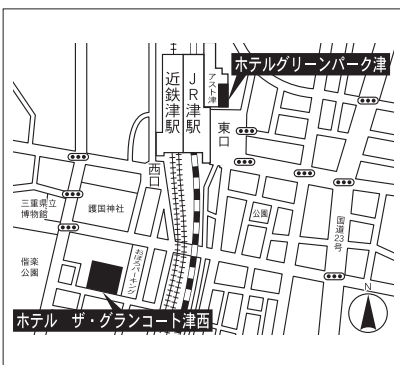 ホテルグリーンパーク津
アスト津
近鉄津駅
JR津駅
東口
西口
三重県立
博物館
護国神社
公園
国道23号
偕楽
公園
おぼろパーキング
N
ホテル ザ・グランコート津西